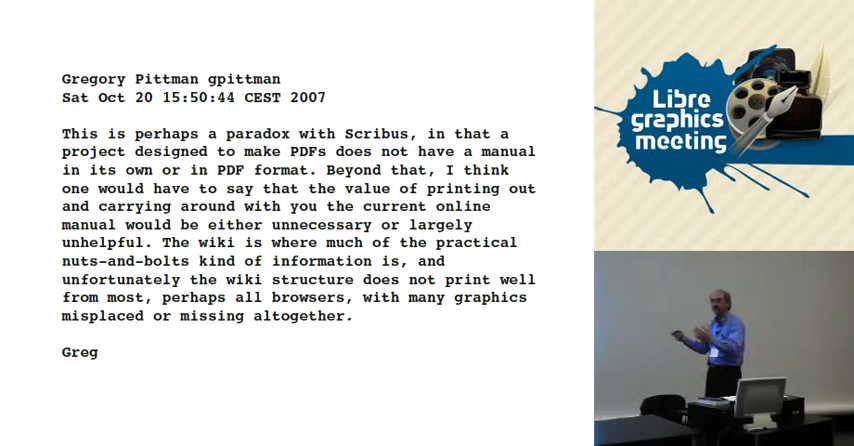 Gregory Pittman gpittman
Sat Oct 20 15:50:44 CEST 2007
This is perhaps a paradox with Scribus, in that a
project designed to make PDFs does not have a manual
in its own or in PDF format. Beyond that, I think
one would have to say that the value of printing out
and carrying around with you the current online
manual would be either unnecessary or largely
unhelpful. The wiki is where much of the practical
nuts-and-bolts kind of information is, and
unfortunately the wiki structure does not print well
from most, perhaps all browsers, with many graphics
misplaced or missing altogether.
Greg
Libre
graphics
meeting